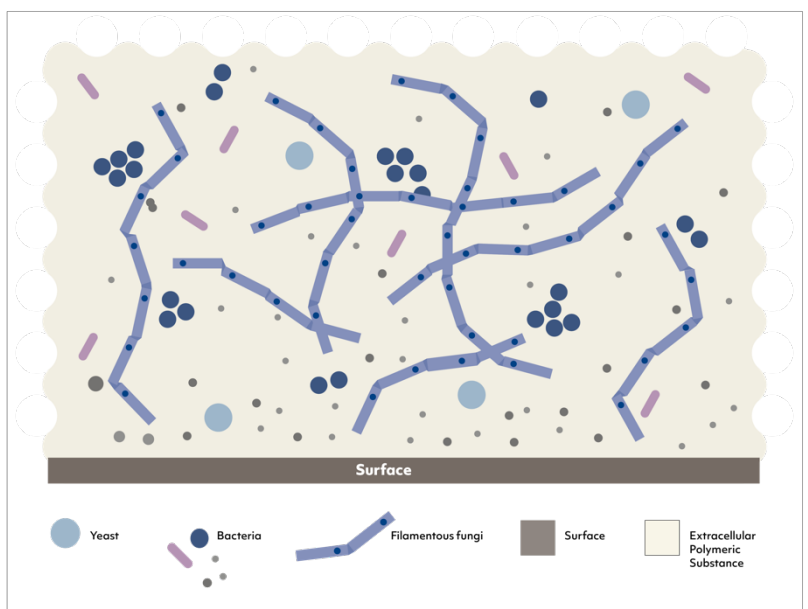 Surface
Yeast
Bacteria
Filamentous fungi
Surface
Extracellular
Polymeric
Substance